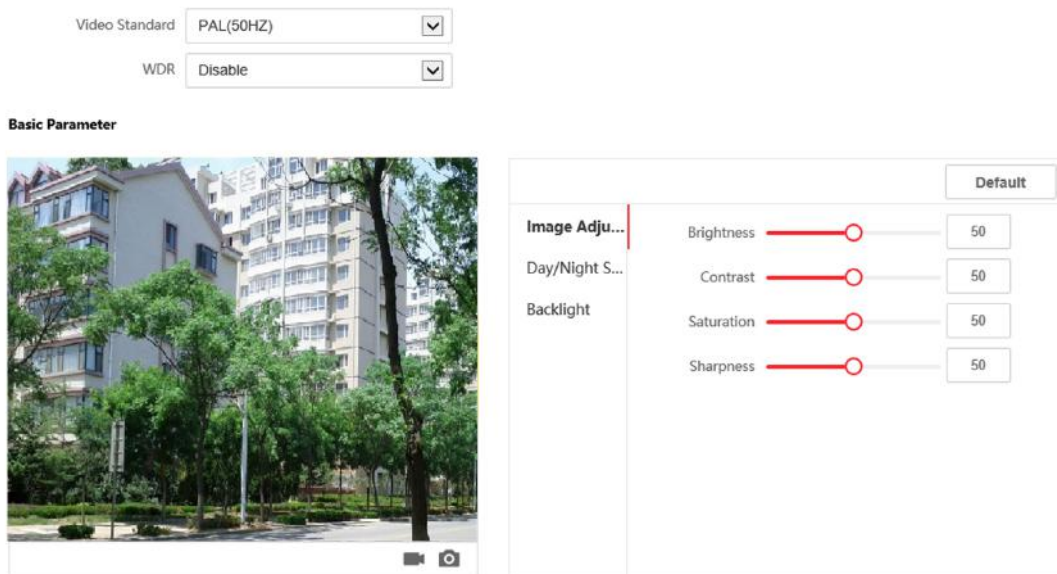 Video Standard PAL(50HZ)
WDR Disable
Basic Parameter
Default
Image Adju...
Day/Night S...
Backlight
Brightness 50
Contrast 50
Saturation 50
Sharpness 50